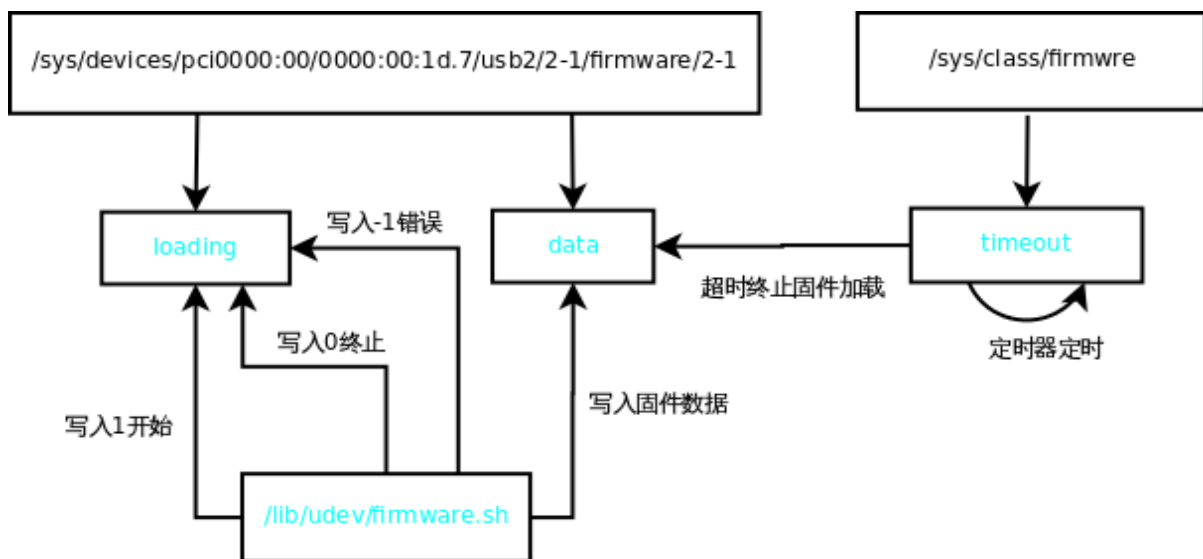 /sys/devices/pci0000:00/0000:00:1d.7/usb2/2-1/firmware/2-1
/sys/class/firmwre
写入-1错误
loading
data
timeout
超时终止固件加载
写入0终止
定时器定时
写入固件数据
写入1开始
/lib/udev/firmware.sh